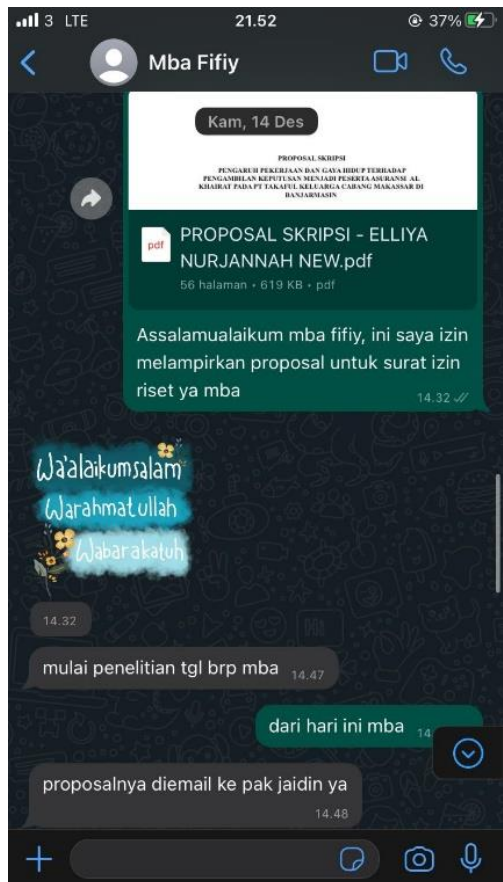 3 LTE
21.52
37%
Mba Fifiy
Kam, 14 Des
PROPOSAL SKRIPSI
PENGARUH PEKERJAAN DAN GAYA HIDUP TERHADAP
PENGAMBILAN KEPUTUSAN MENJADI PESERTA ASURANSI AL
KHAIRAT PADA PT TAKAFUL KELUARGA CABANG MAKASSAR DI
BANJARMASIN
pdf
PROPOSAL SKRIPSI - ELLIYA
NURJANNAH NEW.pdf
56 halaman • 619 KB • pdf
Assalamualaikum mba fifiy, ini saya izin
melampirkan proposal untuk surat izin
riset ya mba
14.32
Wa'alaikumsalam
Warahmatullah
Wabarakatuh
14.32
mulai penelitian tgl brp mba
14.47
dari hari ini mba
14
proposalnya diemail ke pak jaidin ya
14.48